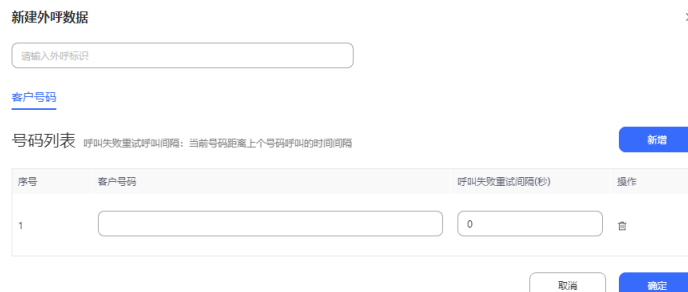 新建外呼数据
请输入外呼标识
客户号码
号码列表 呼叫失败重试呼叫间隔：当前号码距离上个号码呼叫的时间间隔 新增
序号 客户号码 呼叫失败重试间隔(秒) 操作
1 0
取消 确定